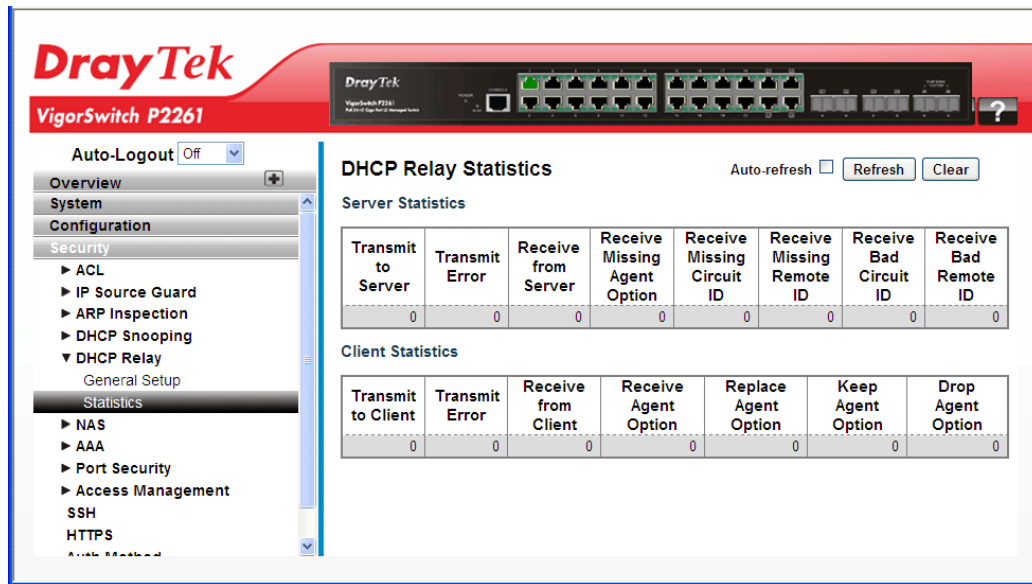 DrayTek
VigorSwitch P2261
DrayTek
VigorSwitch P2261
CONSOLE
POWER
?
Auto-Logout Off
Overview
System
Configuration
Security
► ACL
► IP Source Guard
► ARP Inspection
► DHCP Snooping
▼ DHCP Relay
General Setup
Statistics
► NAS
► AAA
► Port Security
► Access Management
SSH
HTTPS
Auth Method
DHCP Relay Statistics
Auto-refresh Refresh Clear
Server Statistics
Transmit to Server Transmit Error Receive from Server Receive Missing Agent Option Receive Missing Circuit ID Receive Missing Remote ID Receive Bad Circuit ID Receive Bad Remote ID
0 0 0 0 0 0 0 0
Client Statistics
Transmit to Client Transmit Error Receive from Client Receive Agent Option Replace Agent Option Keep Agent Option Drop Agent Option
0 0 0 0 0 0 0